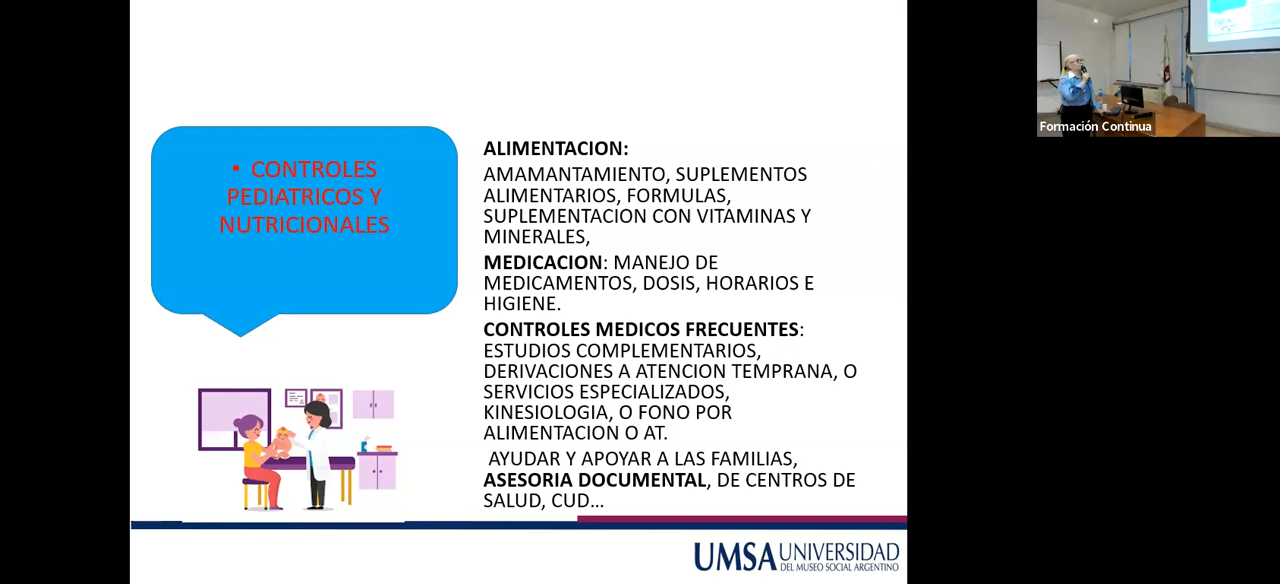 • CONTROLES
PEDIATRICOS Y
NUTRICIONALES
ALIMENTACION:
AMAMANTAMIENTO, SUPLEMENTOS
ALIMENTARIOS, FORMULAS,
SUPLEMENTACION CON VITAMINAS Y
MINERALES,
MEDICACION: MANEJO DE
MEDICAMENTOS, DOSIS, HORARIOS E
HIGIENE.
CONTROLES MEDICOS FRECUENTES:
ESTUDIOS COMPLEMENTARIOS,
DERIVACIONES A ATENCION TEMPRANA, O
SERVICIOS ESPECIALIZADOS,
KINESIOLOGIA, O FONO POR
ALIMENTACION O AT.
AYUDAR Y APOYAR A LAS FAMILIAS,
ASESORIA DOCUMENTAL, DE CENTROS DE
SALUD, CUD...
UMSA UNIVERSIDAD
DEL MUSEO SOCIAL ARGENTINO
Formación Continua